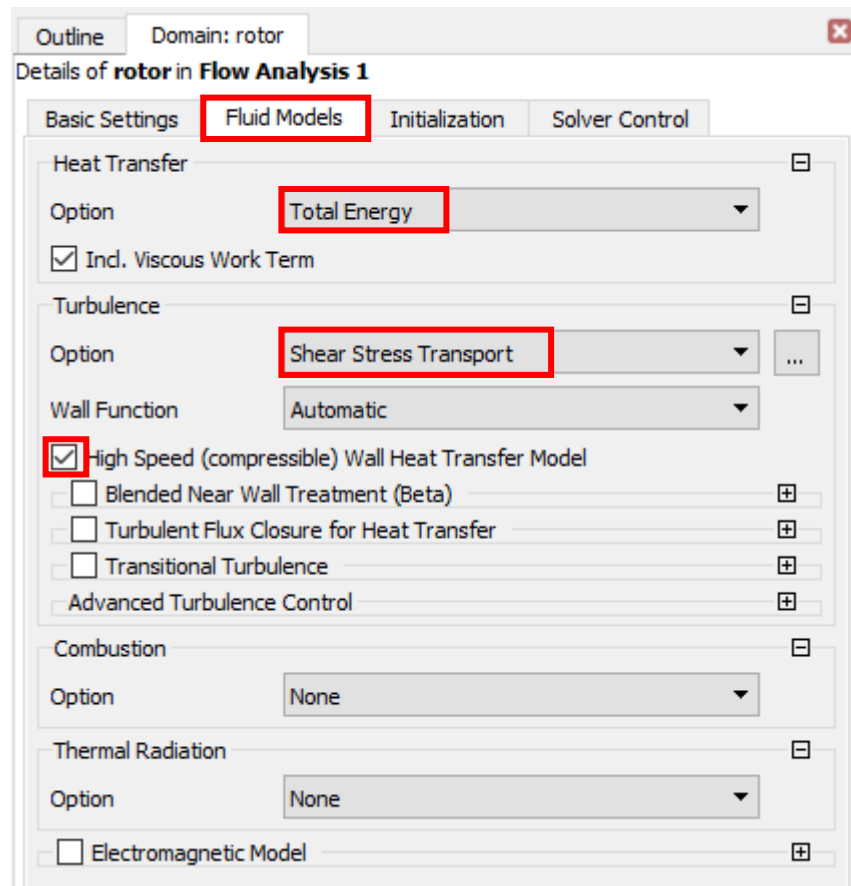 Outline Domain: rotor
Details of rotor in Flow Analysis 1
Basic Settings Fluid Models Initialization Solver Control
Heat Transfer
Option Total Energy
Incl. Viscous Work Term
Turbulence
Option Shear Stress Transport ...
Wall Function Automatic
High Speed (compressible) Wall Heat Transfer Model
Blended Near Wall Treatment (Beta)
Turbulent Flux Closure for Heat Transfer
Transitional Turbulence
Advanced Turbulence Control
Combustion
Option None
Thermal Radiation
Option None
Electromagnetic Model